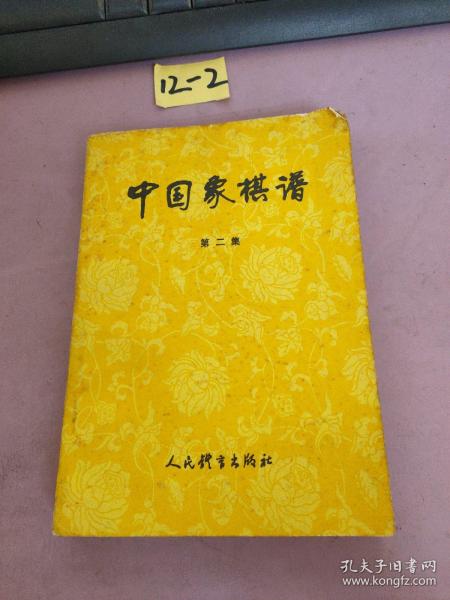 12-2
中国象棋谱
第二集
人民体育出版社
孔夫子旧书网
www.kongfz.com